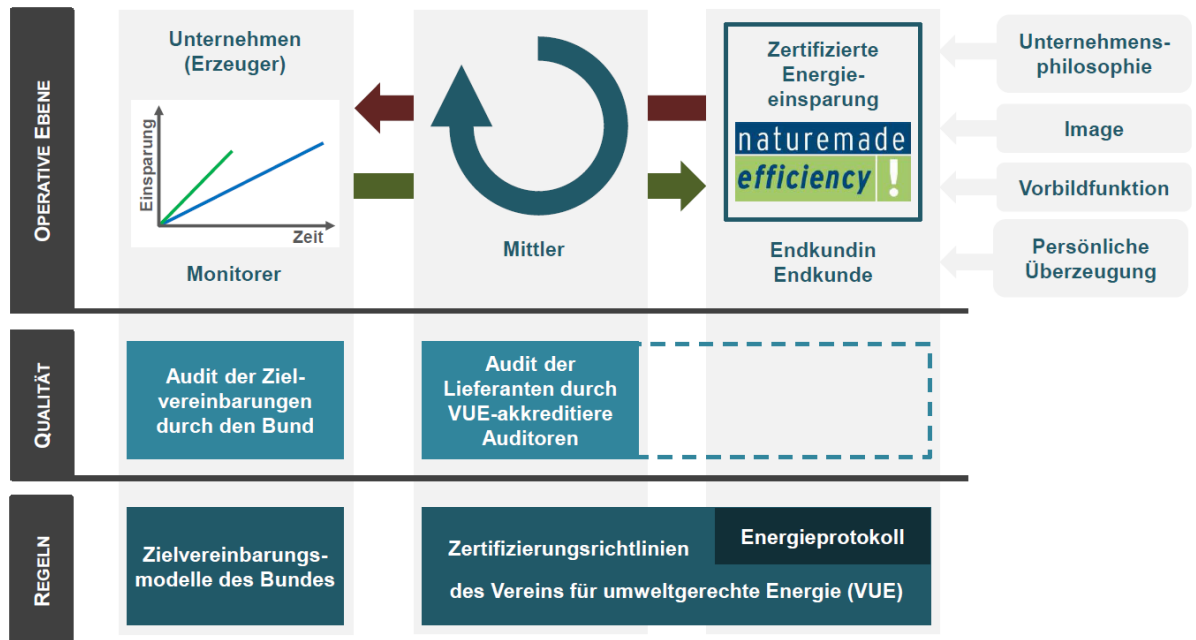 OPERATIVE EBENE
Unternehmen
(Erzeuger)
Einsparung
Zeit
Monitorer
Mittler
Zertifizierte
Energie-
einsparung
naturemade
efficiency!
Endkundin
Endkunde
Unternehmens-
philosophie
Image
Vorbildfunktion
Persönliche
Überzeugung
QUALITÄT
Audit der Ziel-
vereinbarungen
durch den Bund
Audit der
Lieferanten durch
VUE-akkreditiere
Auditoren
REGELN
Zielvereinbarungs-
modelle des Bundes
Zertifizierungsrichtlinien
Energieprotokoll
des Vereins für umweltgerechte Energie (VUE)